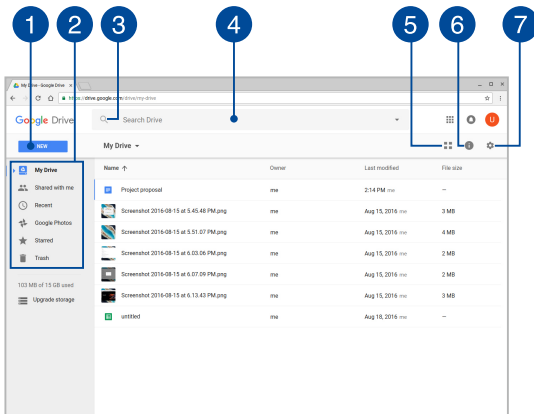 1 2 3 4 5 6 7
My Drive - Google Drive
https://drive.google.com/drive/my-drive
Google Drive Search Drive U
NEW My Drive
Name Owner Last modified File size
My Drive
Shared with me
Recent
Google Photos
Starred
Trash
103 MB of 15 GB used
Upgrade storage
Project proposal me 2:14 PM me –
Screenshot 2016-08-15 at 5.45.48 PM.png me Aug 15, 2016 me 3 MB
Screenshot 2016-08-15 at 5.51.07 PM.png me Aug 15, 2016 me 4 MB
Screenshot 2016-08-15 at 6.03.06 PM.png me Aug 15, 2016 me 2 MB
Screenshot 2016-08-15 at 6.07.09 PM.png me Aug 15, 2016 me 2 MB
Screenshot 2016-08-15 at 6.13.43 PM.png me Aug 15, 2016 me 3 MB
untitled me Aug 18, 2016 me –